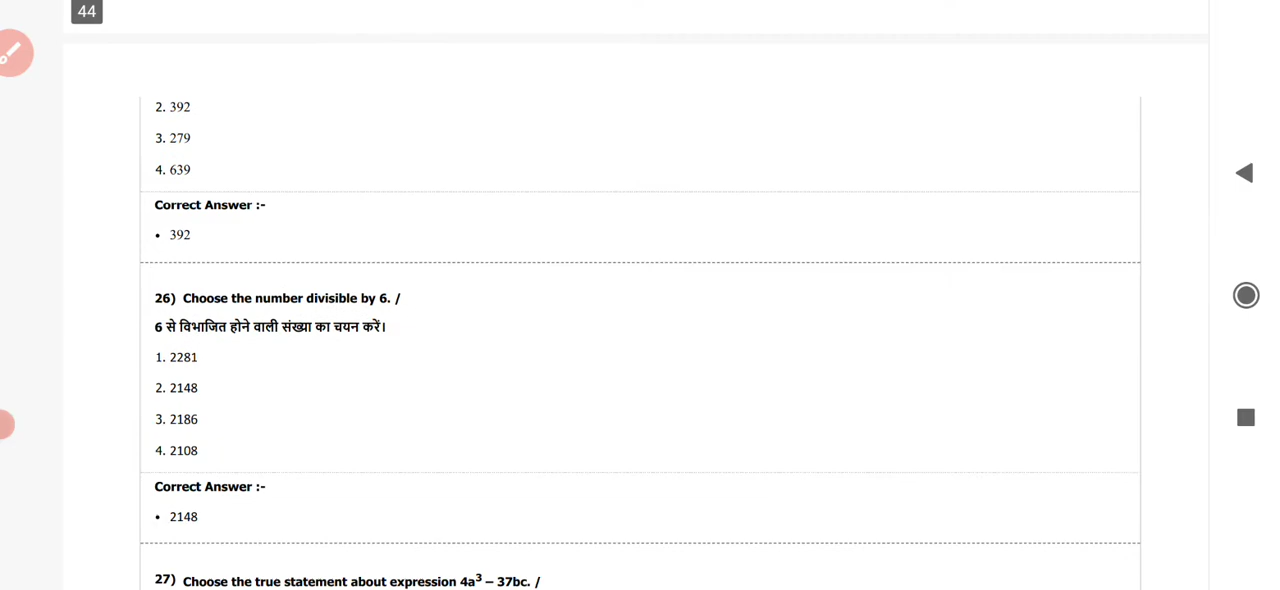 44
2. 392
3. 279
4. 639
Correct Answer :-
• 392
26) Choose the number divisible by 6. /
6 से विभाजित होने वाली संख्या का चयन करें।
1. 2281
2. 2148
3. 2186
4. 2108
Correct Answer :-
• 2148
27) Choose the true statement about expression 4a³ – 37bc. /